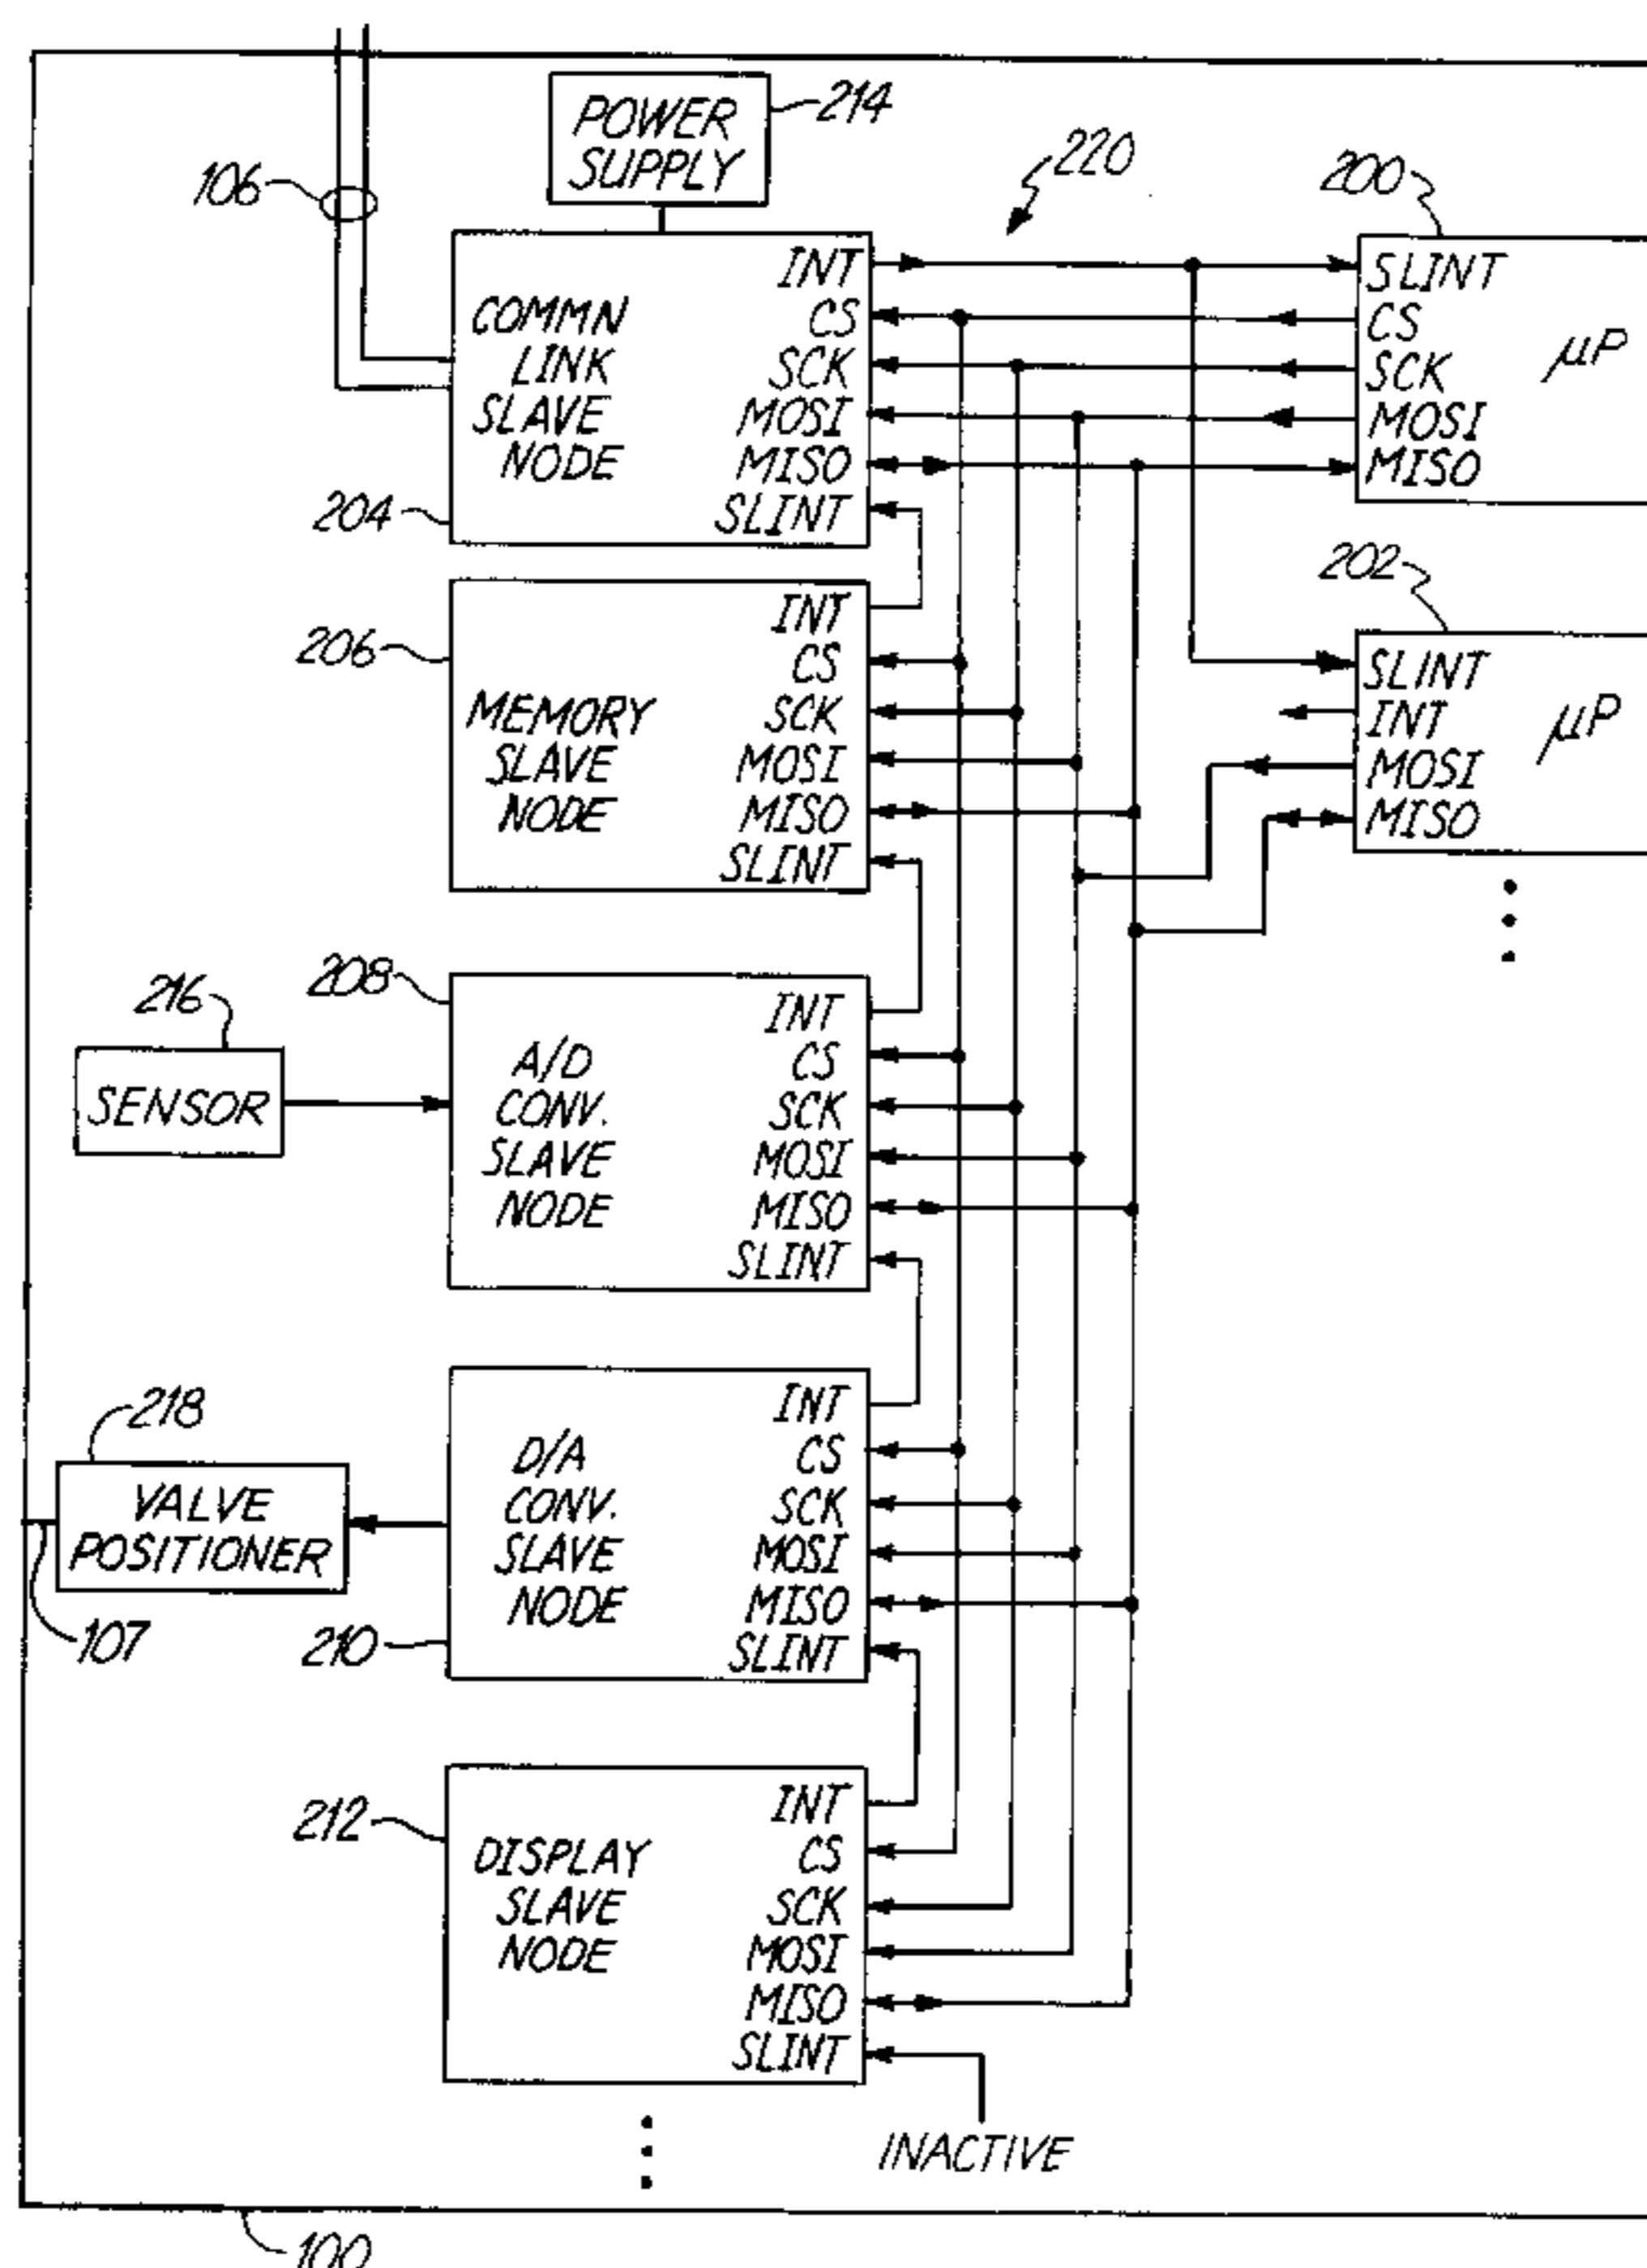 POWER
SUPPLY
214
106
220
200
COMMN
LINK
SLAVE
NODE
INT
CS
SCK
MOSI
MISO
SLINT
204
SLINT
CS
SCK
MOSI
MISO
μP
202
206
MEMORY
SLAVE
NODE
INT
CS
SCK
MOSI
MISO
SLINT
SLINT
INT
MOSI
MISO
μP
208
216
SENSOR
A/D
CONV.
SLAVE
NODE
INT
CS
SCK
MOSI
MISO
SLINT
218
VALVE
POSITIONER
107
210
D/A
CONV.
SLAVE
NODE
INT
CS
SCK
MOSI
MISO
SLINT
212
DISPLAY
SLAVE
NODE
INT
CS
SCK
MOSI
MISO
SLINT
INACTIVE
100